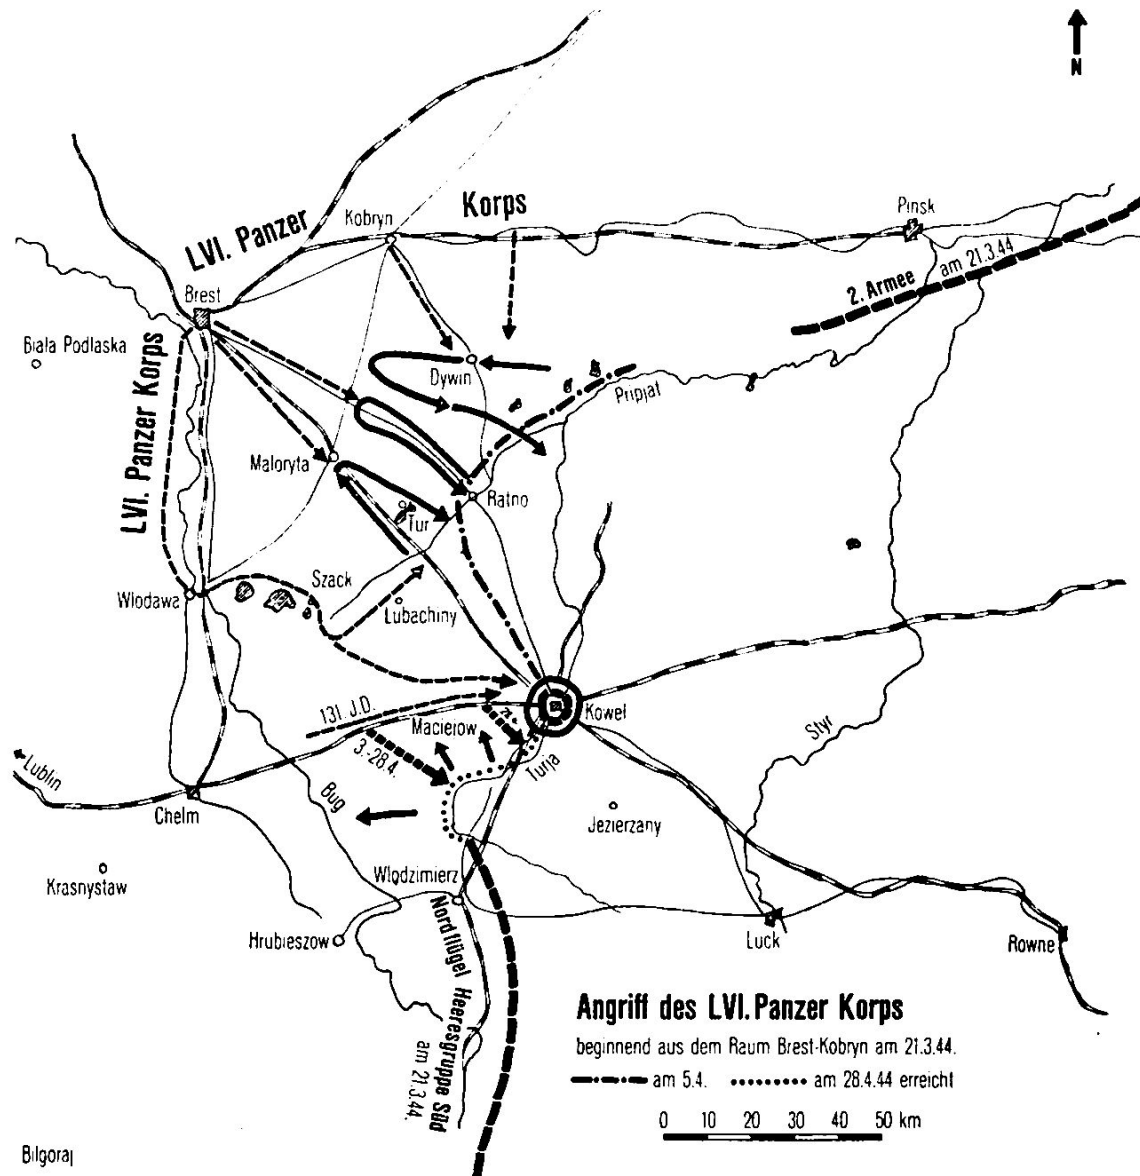 N
LVI. Panzer Korps
Kobryn
Pinsk
2. Armee am 21.3.44
Brest
Biała Podlaska
LVI. Panzer Korps
Dywin
Pripjat
Maloryta
Ratno
Tur
Szack
Włodawa
Lubachiny
131. J.D.
Kowel
Maciejow
3.-28.4.
Turja
Styr
Lublin
Bug
Chelm
Jezierzany
Krasnystaw
Włodzimierz
Hrubieszow
Luck
Rowne
Nordflügel Heeresgruppe Süd
am 21.3.44.
Angriff des LVI. Panzer Korps
beginnend aus dem Raum Brest-Kobryn am 21.3.44.
am 5.4. am 28.4.44 erreicht
0 10 20 30 40 50 km
Bilgoraj